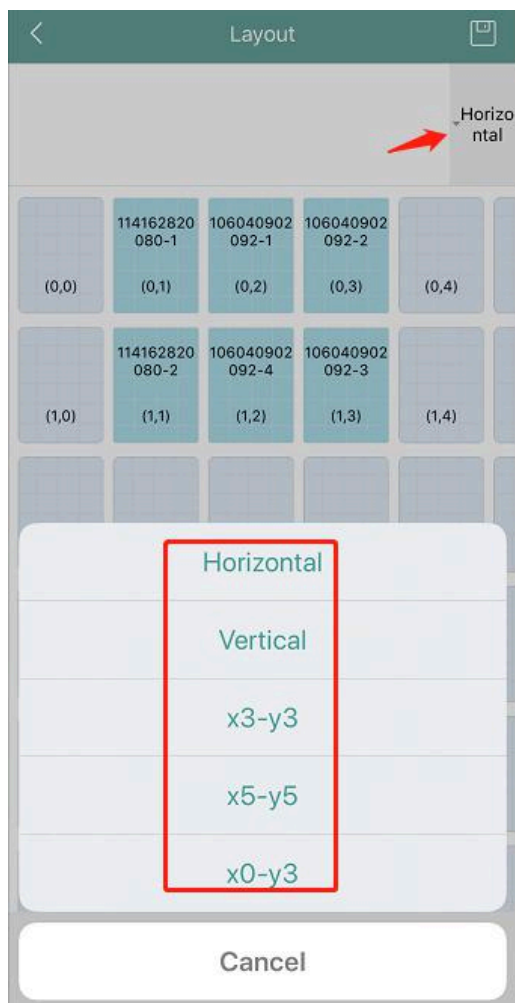 Layout
Horizo
ntal
114162820 106040902 106040902
080-1 092-1 092-2
(0,0) (0,1) (0,2) (0,3) (0,4)
114162820 106040902 106040902
080-2 092-4 092-3
(1,0) (1,1) (1,2) (1,3) (1,4)
Horizontal
Vertical
x3-y3
x5-y5
x0-y3
Cancel